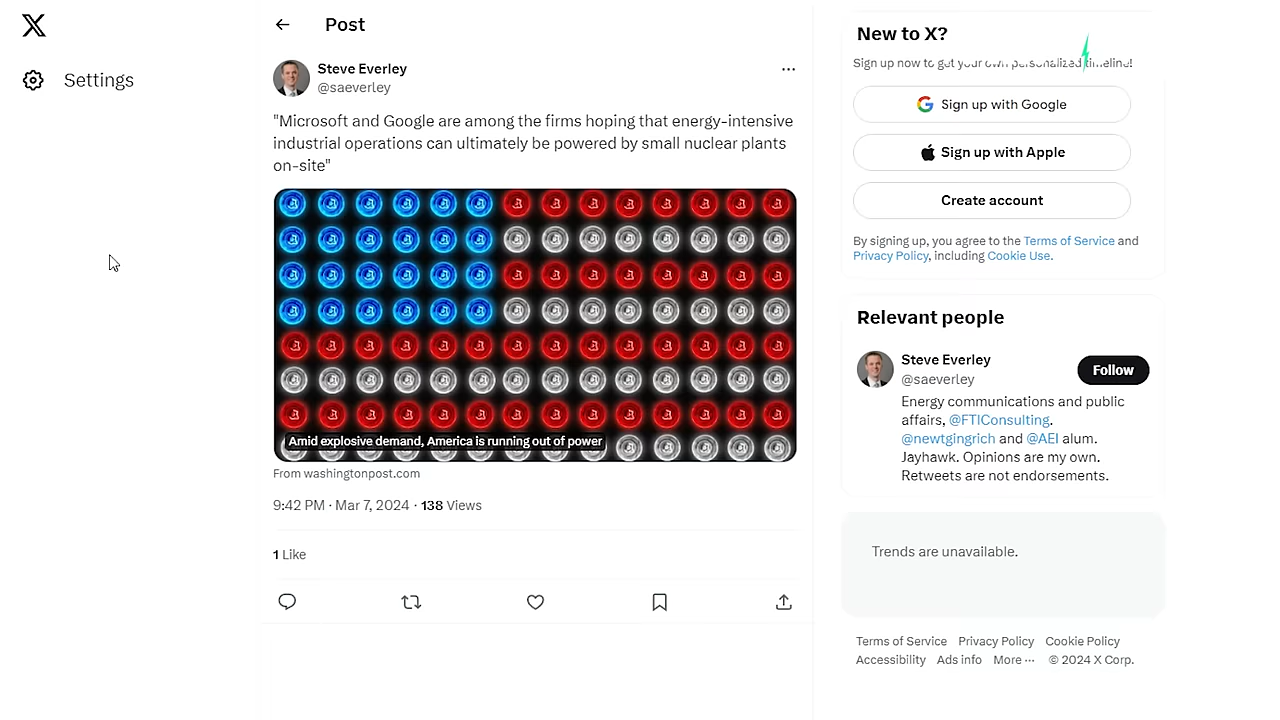 Settings
Post
Steve Everley
@saeverley
"Microsoft and Google are among the firms hoping that energy-intensive
industrial operations can ultimately be powered by small nuclear plants
on-site"
Amid explosive demand, America is running out of power
From washingtonpost.com
9:42 PM · Mar 7, 2024 · 138 Views
1 Like
New to X?
Sign up now to get your own personalized timeline!
Sign up with Google
Sign up with Apple
Create account
By signing up, you agree to the Terms of Service and
Privacy Policy, including Cookie Use.
Relevant people
Steve Everley
@saeverley
Follow
Energy communications and public
affairs, @FTIConsulting.
@newtgingrich and @AEI alum.
Jayhawk. Opinions are my own.
Retweets are not endorsements.
Trends are unavailable.
Terms of Service Privacy Policy Cookie Policy
Accessibility Ads info More ··· © 2024 X Corp.